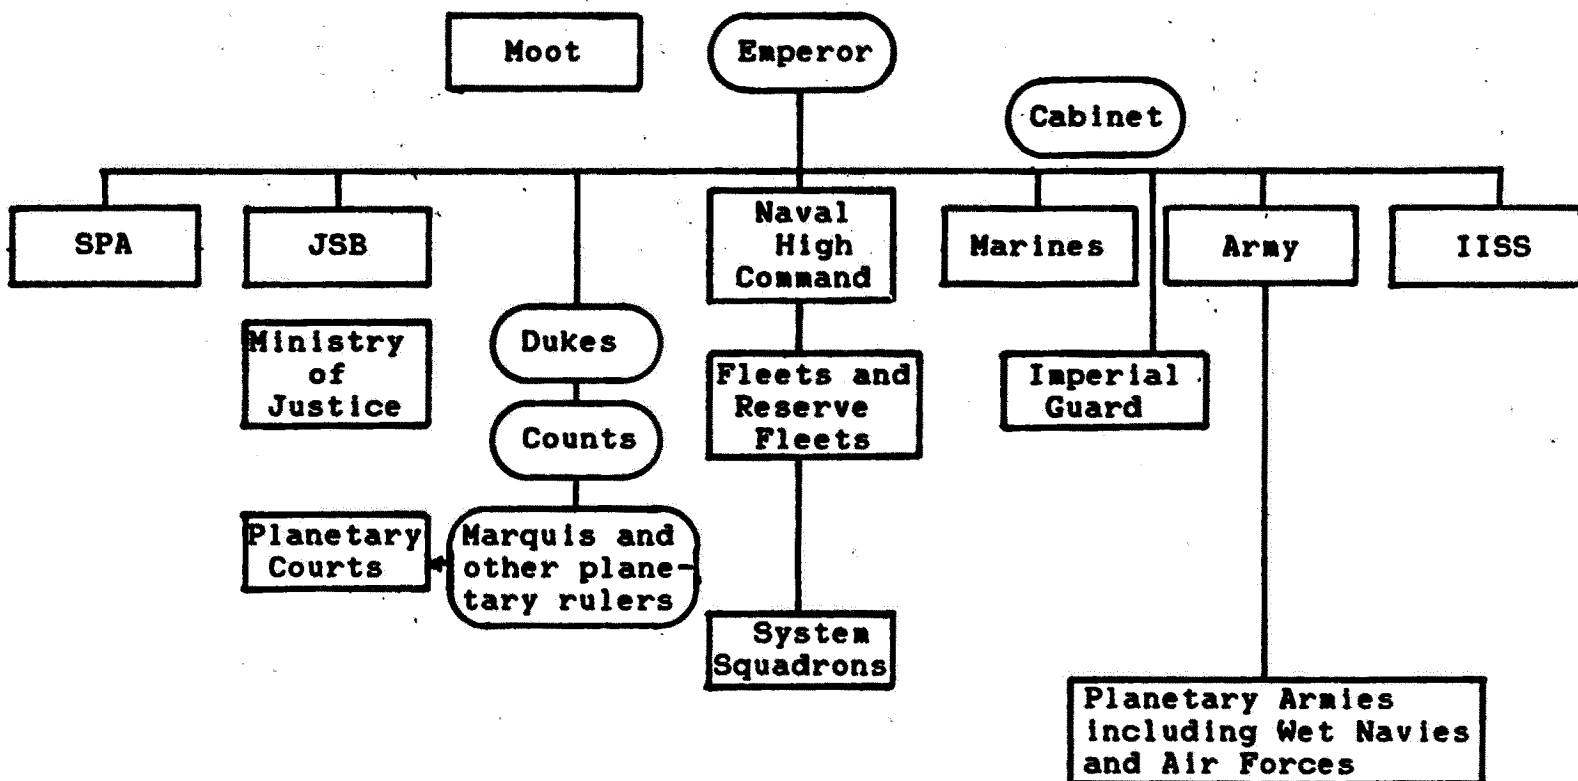 Moot
Emperor
Cabinet
SPA
JSB
Naval
High
Command
Marines
Army
IISS
Ministry
of
Justice
Dukes
Fleets and
Reserve
Fleets
Imperial
Guard
Counts
Planetary
Courts
Marquis and
other plane-
tary rulers
System
Squadrons
Planetary Armies
including Wet Navies
and Air Forces